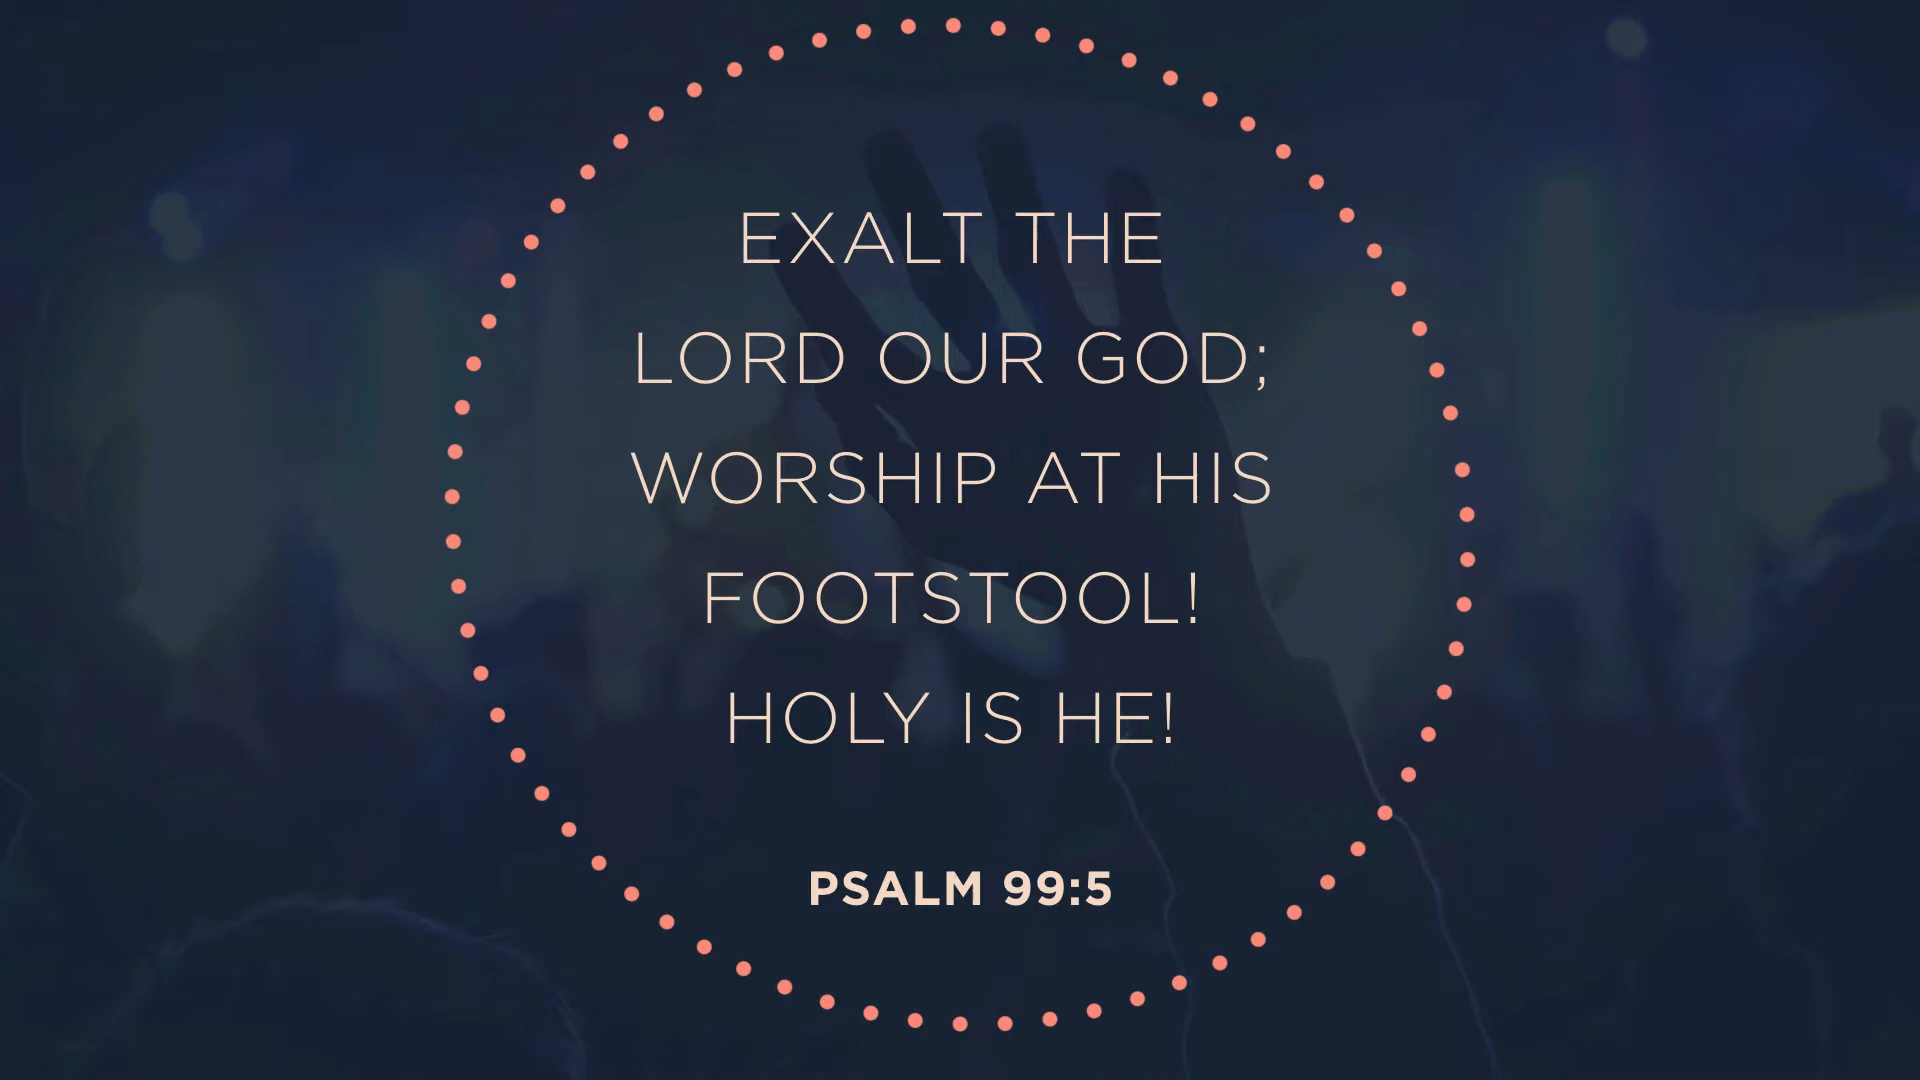 EXALT THE
LORD OUR GOD;
WORSHIP AT HIS
FOOTSTOOL!
HOLY IS HE!
PSALM 99:5